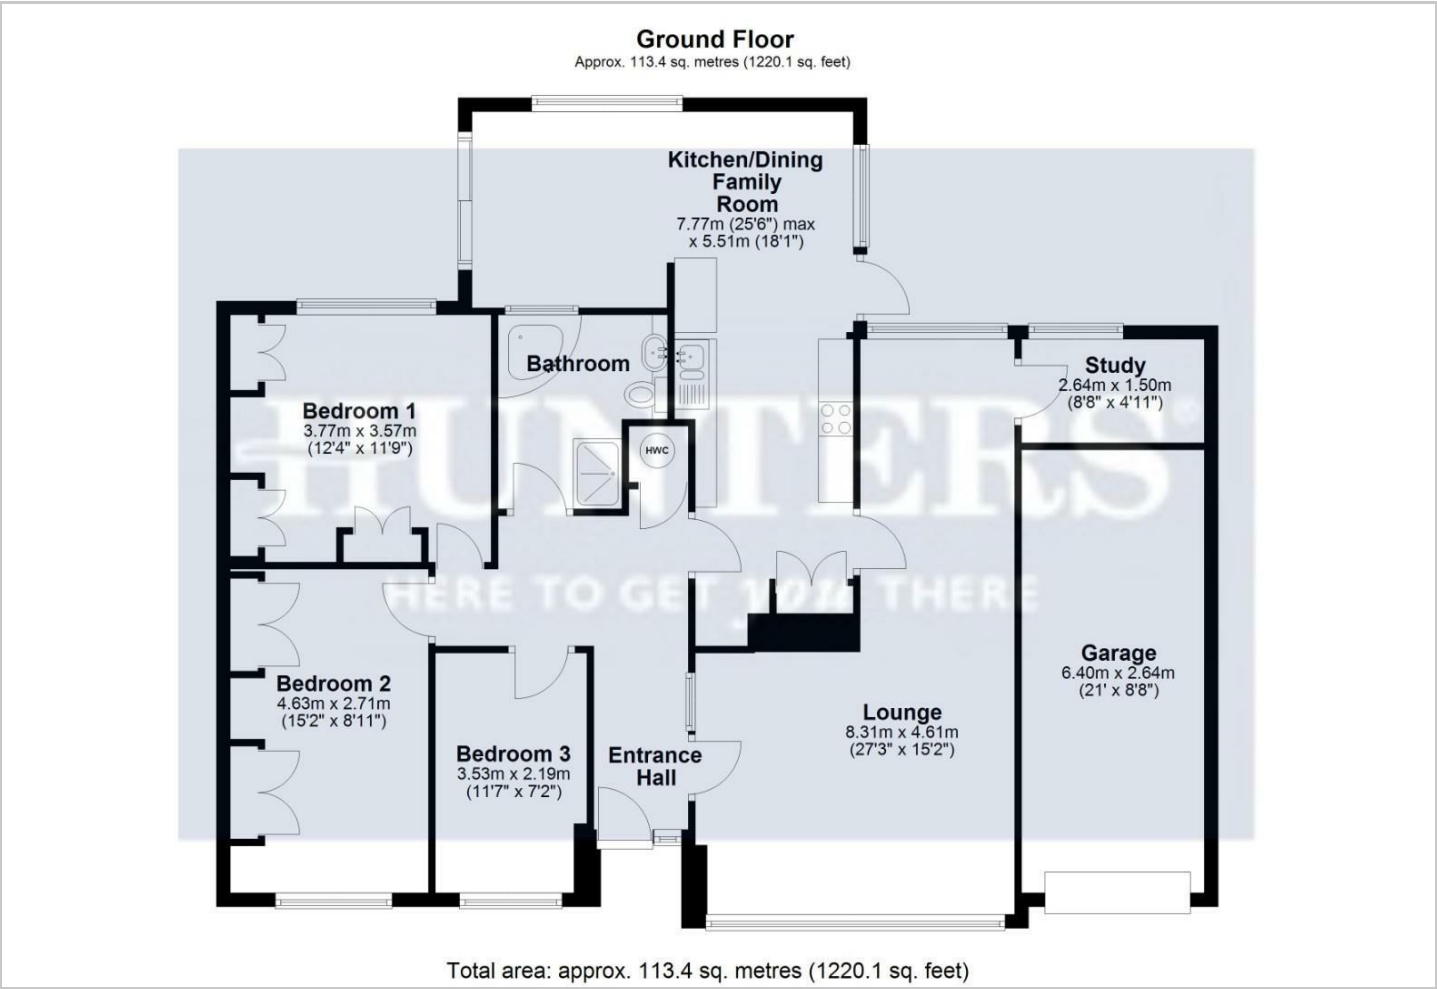 Ground Floor
Approx. 113.4 sq. metres (1220.1 sq. feet)
Kitchen/Dining
Family
Room
7.77m (25'6") max
x 5.51m (18'1")
Bathroom
Study
2.64m x 1.50m
(8'8" x 4'11")
Bedroom 1
3.77m x 3.57m
(12'4" x 11'9")
HWC
HUNTERS®
HERE TO GET you THERE
Bedroom 2
4.63m x 2.71m
(15'2" x 8'11")
Bedroom 3
3.53m x 2.19m
(11'7" x 7'2")
Entrance
Hall
Lounge
8.31m x 4.61m
(27'3" x 15'2")
Garage
6.40m x 2.64m
(21' x 8'8")
Total area: approx. 113.4 sq. metres (1220.1 sq. feet)